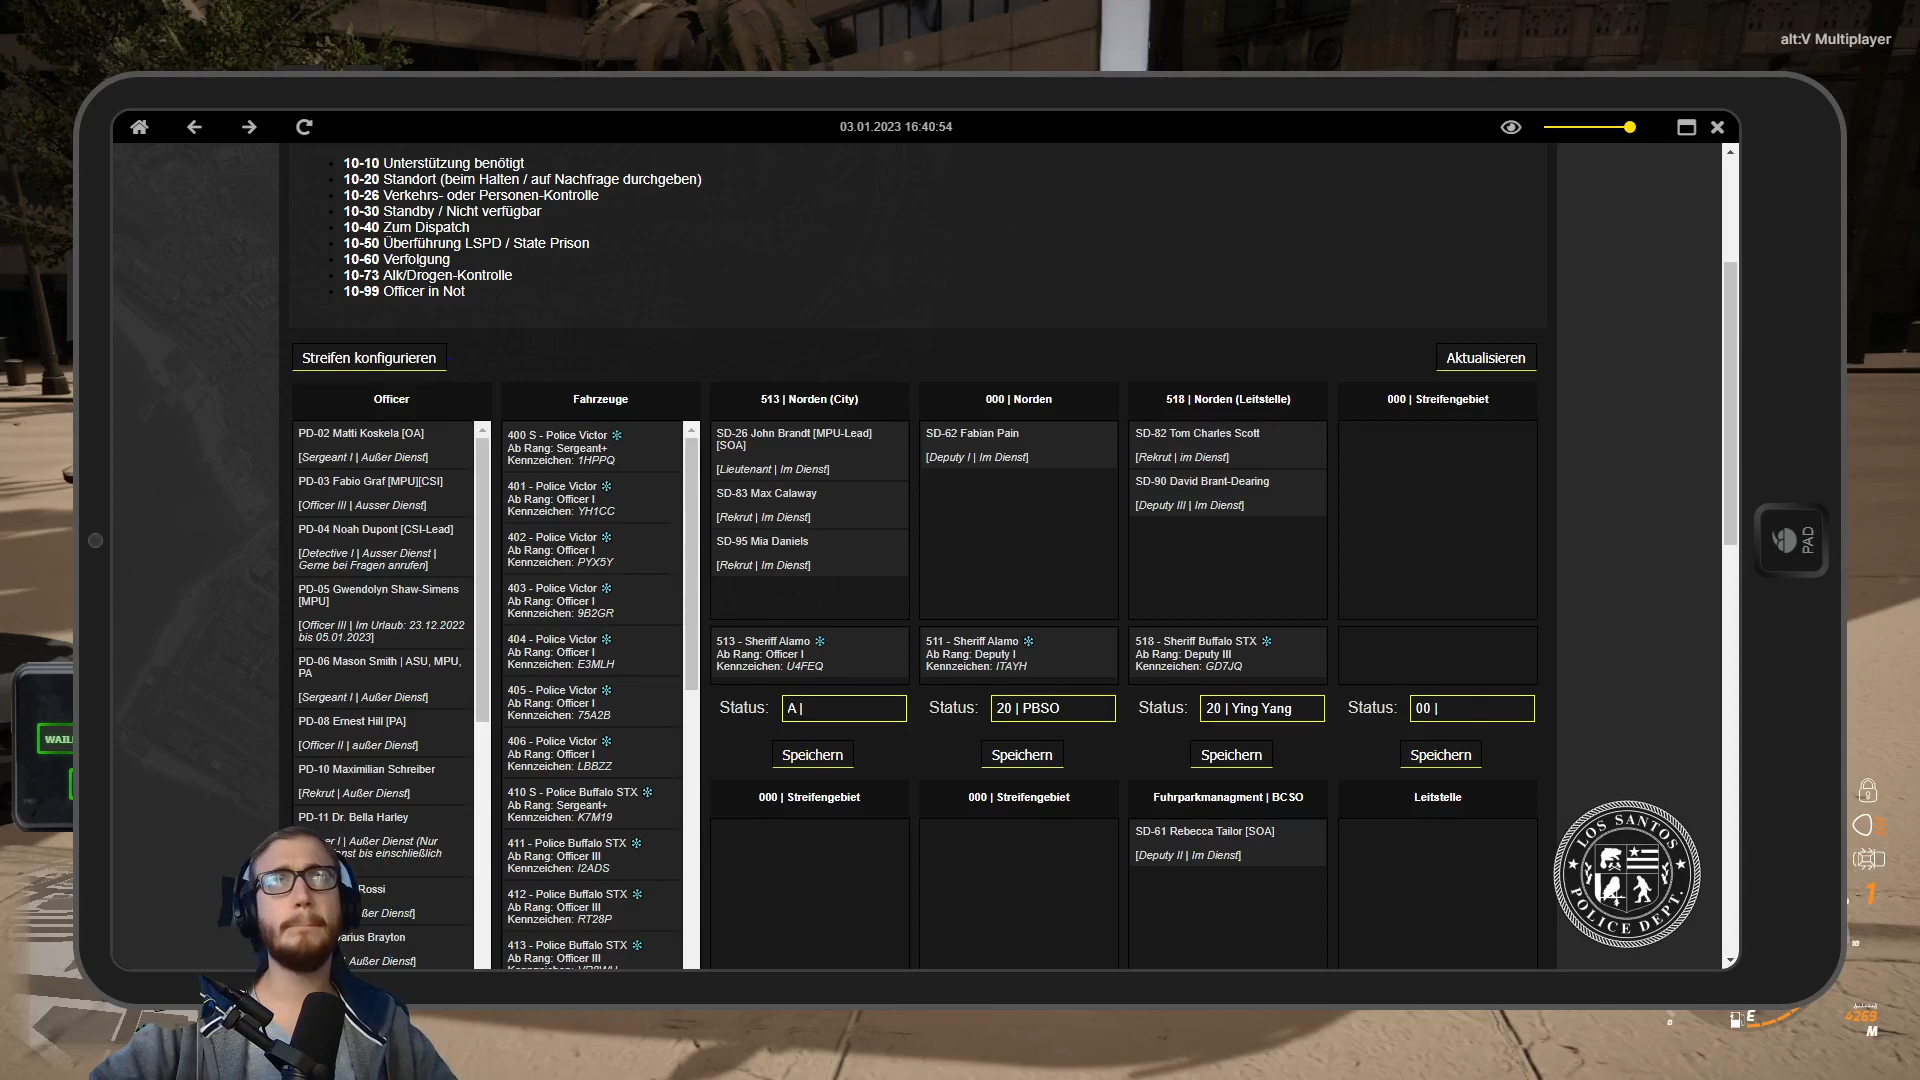 alt:V Multiplayer
03.01.2023 16:40:54
10-10 Unterstützung benötigt
10-20 Standort (beim Halten / auf Nachfrage durchgeben)
10-26 Verkehrs- oder Personen-Kontrolle
10-30 Standby / Nicht verfügbar
10-40 Zum Dispatch
10-50 Überführung LSPD / State Prison
10-60 Verfolgung
10-73 Alk/Drogen-Kontrolle
10-99 Officer in Not
Streifen konfigurieren
Aktualisieren
Officer
PD-02 Matti Koskela [OA]
[Sergeant I | Außer Dienst]
PD-03 Fabio Graf [MPU][CSI]
[Officer III | Ausser Dienst]
PD-04 Noah Dupont [CSI-Lead]
[Detective I | Ausser Dienst |
Gerne bei Fragen anrufen]
PD-05 Gwendolyn Shaw-Simens
[MPU]
[Officer III | Im Urlaub: 23.12.2022
bis 05.01.2023]
PD-06 Mason Smith | ASU, MPU,
PA
[Sergeant I | Außer Dienst]
PD-08 Ernest Hill [PA]
[Officer II | außer Dienst]
PD-10 Maximilian Schreiber
[Rekrut | Außer Dienst]
PD-11 Dr. Bella Harley
I | Außer Dienst (Nur
bis einschließlich
Rossi
Brayton
Dienst]
Fahrzeuge
400 S - Police Victor
Ab Rang: Sergeant+
Kennzeichen: 1HPPQ
401 - Police Victor
Ab Rang: Officer I
Kennzeichen: YH1CC
402 - Police Victor
Ab Rang: Officer I
Kennzeichen: PYX5Y
403 - Police Victor
Ab Rang: Officer I
Kennzeichen: 9B2GR
404 - Police Victor
Ab Rang: Officer I
Kennzeichen: E3MLH
405 - Police Victor
Ab Rang: Officer I
Kennzeichen: 75A2B
406 - Police Victor
Ab Rang: Officer I
Kennzeichen: LBBZZ
410 S - Police Buffalo STX
Ab Rang: Sergeant+
Kennzeichen: K7M19
411 - Police Buffalo STX
Ab Rang: Officer III
Kennzeichen: I2ADS
412 - Police Buffalo STX
Ab Rang: Officer III
Kennzeichen: RT28P
413 - Police Buffalo STX
Ab Rang: Officer III
513 | Norden (City)
SD-26 John Brandt [MPU-Lead]
[SOA]
[Lieutenant | Im Dienst]
SD-83 Max Calaway
[Rekrut | Im Dienst]
SD-95 Mia Daniels
[Rekrut | Im Dienst]
513 - Sheriff Alamo
Ab Rang: Officer I
Kennzeichen: U4FEQ
Status: A |
Speichern
000 | Norden
SD-62 Fabian Pain
[Deputy I | Im Dienst]
511 - Sheriff Alamo
Ab Rang: Deputy I
Kennzeichen: ITAYH
Status: 20 | PBSO
Speichern
518 | Norden (Leitstelle)
SD-82 Tom Charles Scott
[Rekrut | im Dienst]
SD-90 David Brant-Dearing
[Deputy III | Im Dienst]
518 - Sheriff Buffalo STX
Ab Rang: Deputy III
Kennzeichen: GD7JQ
Status: 20 | Ying Yang
Speichern
000 | Streifengebiet
Status: 00 |
Speichern
000 | Streifengebiet
000 | Streifengebiet
Fuhrparkmanagment | BCSO
SD-61 Rebecca Tailor [SOA]
[Deputy II | Im Dienst]
Leitstelle
LOS SANTOS
POLICE DEPT.
PAD
WAIL
1
10
0
E
4269
M